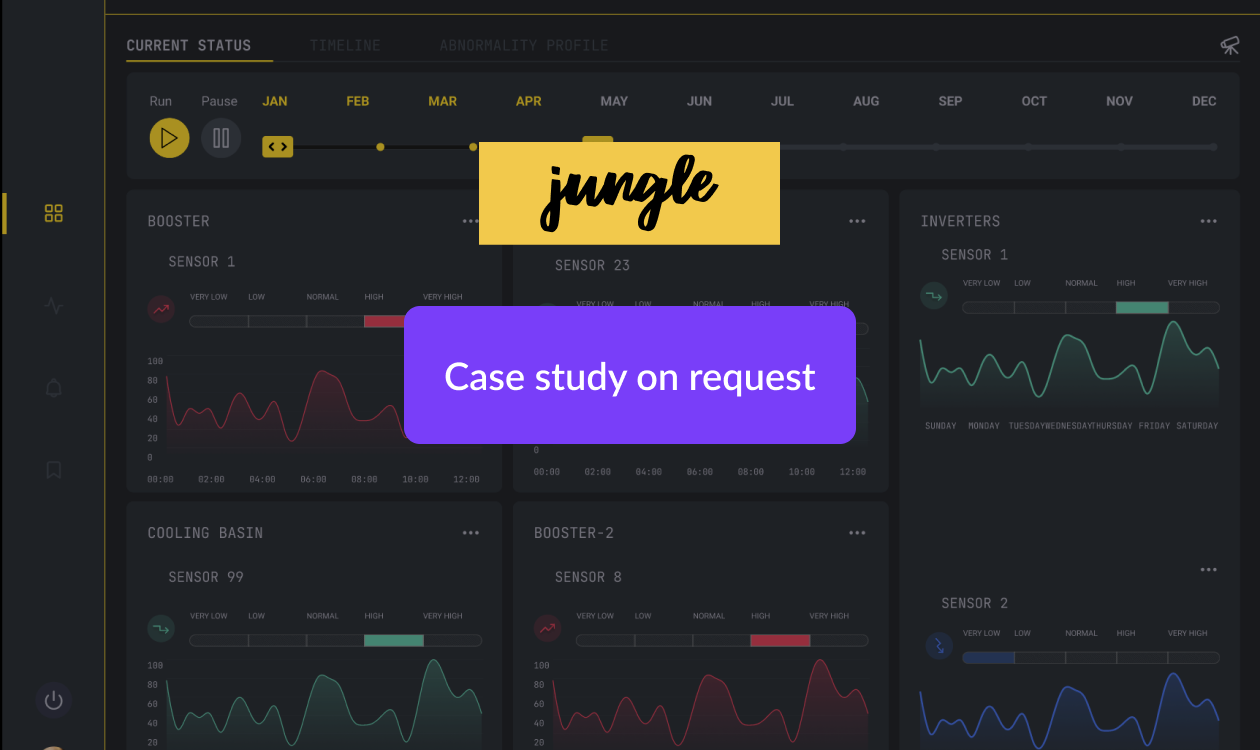 CURRENT STATUS TIMELINE ABNORMALITY PROFILE
Run Pause JAN FEB MAR APR MAY JUN JUL AUG SEP OCT NOV DEC
jungle
BOOSTER
SENSOR 1
VERY LOW LOW NORMAL HIGH VERY HIGH
100
80
60
40
20
0
00:00 02:00 04:00 06:00 08:00 10:00 12:00
SENSOR 23
VERY LOW LOW NORMAL HIGH VERY HIGH
Case study on request
0
00:00 02:00 04:00 06:00 08:00 10:00 12:00
INVERTERS
SENSOR 1
VERY LOW LOW NORMAL HIGH VERY HIGH
SUNDAY MONDAY TUESDAY WEDNESDAY THURSDAY FRIDAY SATURDAY
COOLING BASIN
SENSOR 99
VERY LOW LOW NORMAL HIGH VERY HIGH
100
80
60
40
20
BOOSTER-2
SENSOR 8
VERY LOW LOW NORMAL HIGH VERY HIGH
100
80
60
40
20
SENSOR 2
VERY LOW LOW NORMAL HIGH VERY HIGH